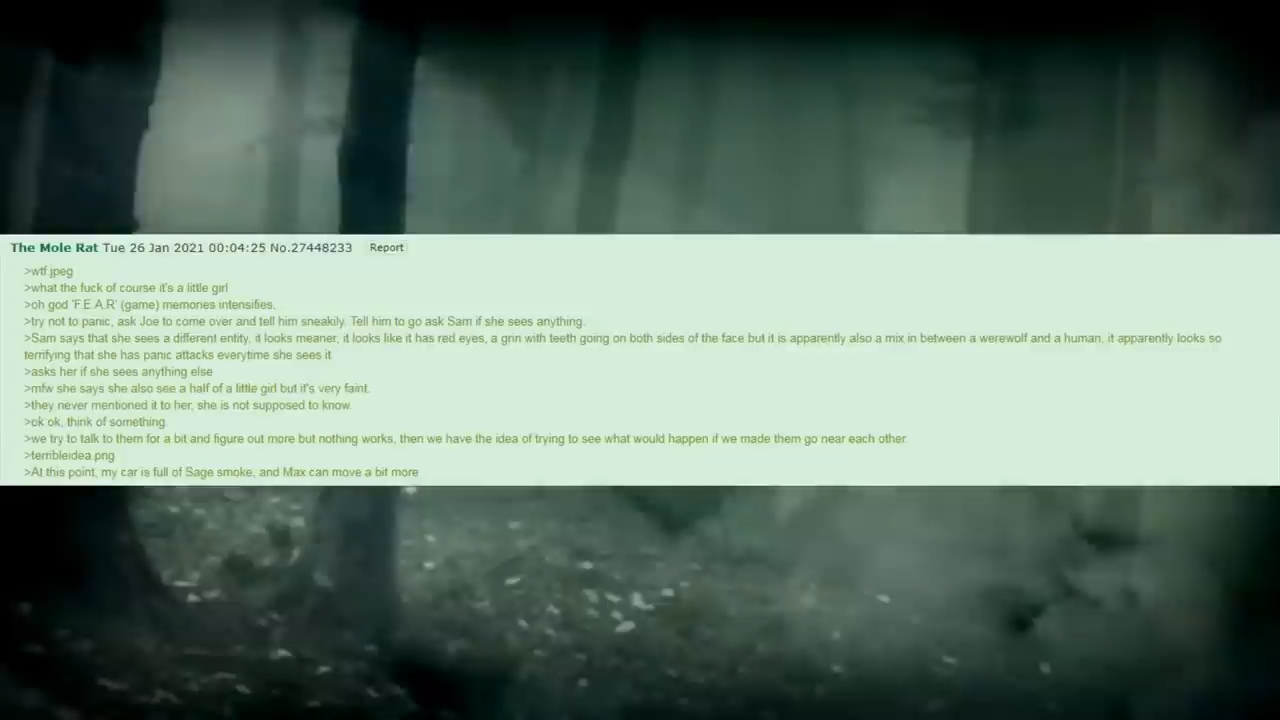 The Mole Rat Tue 26 Jan 2021 00:04:25 No.27448233 Report
>wtf.jpeg
>what the fuck of course it's a little girl
>oh god 'F.E.A.R' (game) memories intensifies.
>try not to panic, ask Joe to come over and tell him sneakily. Tell him to go ask Sam if she sees anything.
>Sam says that she sees a different entity, it looks meaner, it looks like it has red eyes, a grin with teeth going on both sides of the face but it is apparently also a mix in between a werewolf and a human, it apparently looks so
terrifying that she has panic attacks everytime she sees it
>asks her if she sees anything else
>mfw she says she also see a half of a little girl but it's very faint.
>they never mentioned it to her, she is not supposed to know.
>ok ok, think of something.
>we try to talk to them for a bit and figure out more but nothing works, then we have the idea of trying to see what would happen if we made them go near each other.
>terribleidea.png
>At this point, my car is full of Sage smoke, and Max can move a bit more